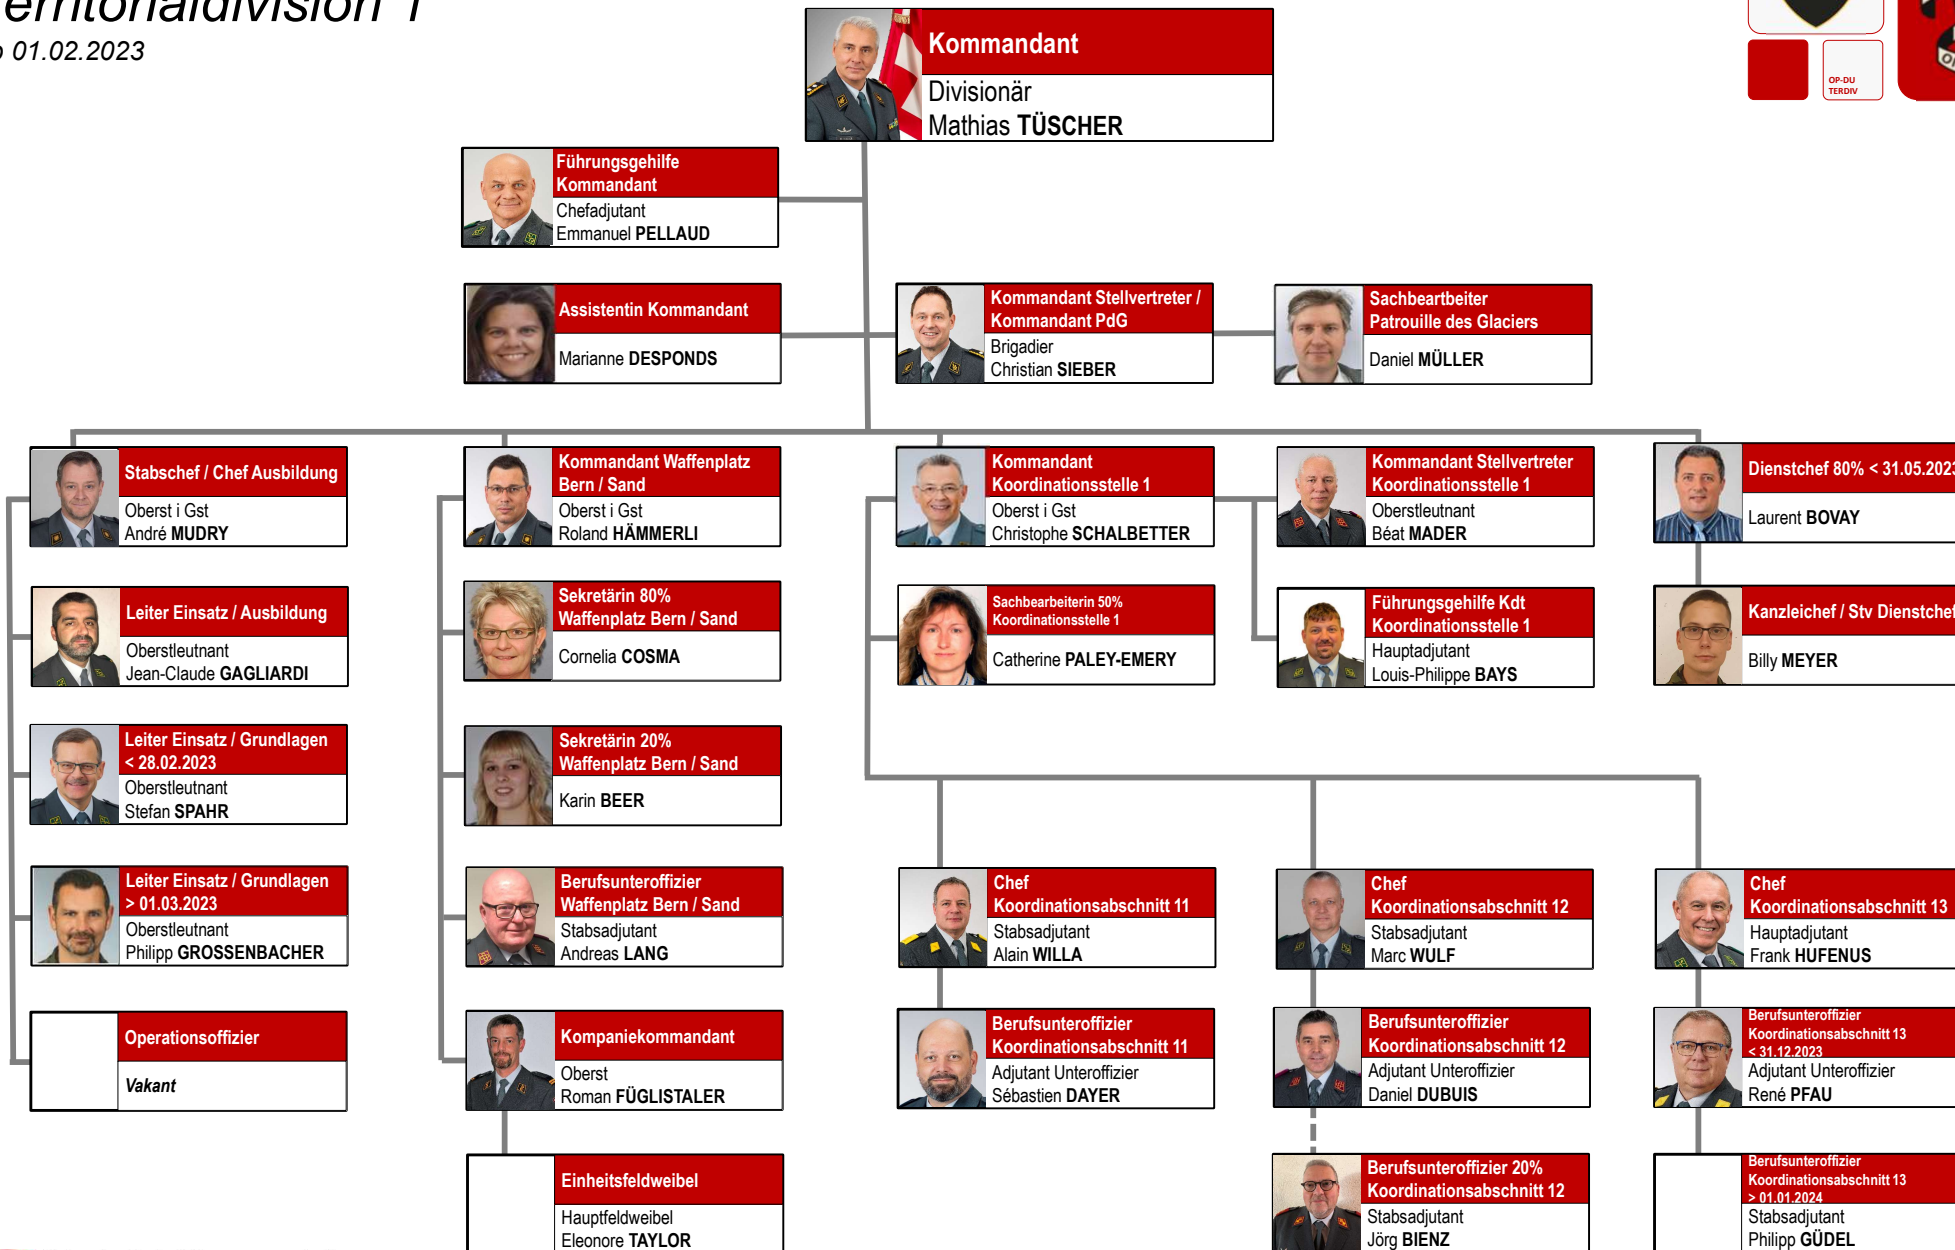 erritorialdivision 1
01.02.2023
OP-DU
TERDIV
Kommandant
Divisionär
Mathias TÜSCHER
Führungsgehilfe
Kommandant
Chefadjutant
Emmanuel PELLAUD
Assistentin Kommandant
Marianne DESPONDS
Kommandant Stellvertreter /
Kommandant PdG
Brigadier
Christian SIEBER
Sachbeartbeiter
Patrouille des Glaciers
Daniel MÜLLER
Stabschef / Chef Ausbildung
Oberst i Gst
André MUDRY
Kommandant Waffenplatz
Bern / Sand
Oberst i Gst
Roland HÄMMERLI
Kommandant
Koordinationsstelle 1
Oberst i Gst
Christophe SCHALBETTER
Kommandant Stellvertreter
Koordinationsstelle 1
Oberstleutnant
Béat MADER
Dienstchef 80% < 31.05.2023
Laurent BOVAY
Leiter Einsatz / Ausbildung
Oberstleutnant
Jean-Claude GAGLIARDI
Sekretärin 80%
Waffenplatz Bern / Sand
Cornelia COSMA
Sachbearbeiterin 50%
Koordinationsstelle 1
Catherine PALEY-EMERY
Führungsgehilfe Kdt
Koordinationsstelle 1
Hauptadjutant
Louis-Philippe BAYS
Kanzleichef / Stv Dienstchef
Billy MEYER
Leiter Einsatz / Grundlagen
< 28.02.2023
Oberstleutnant
Stefan SPAHR
Sekretärin 20%
Waffenplatz Bern / Sand
Karin BEER
Leiter Einsatz / Grundlagen
> 01.03.2023
Oberstleutnant
Philipp GROSSENBACHER
Berufsunteroffizier
Waffenplatz Bern / Sand
Stabsadjutant
Andreas LANG
Chef
Koordinationsabschnitt 11
Stabsadjutant
Alain WILLA
Chef
Koordinationsabschnitt 12
Stabsadjutant
Marc WULF
Chef
Koordinationsabschnitt 13
Hauptadjutant
Frank HUFENUS
Operationsoffizier
Vakant
Kompaniekommandant
Oberst
Roman FÜGLISTALER
Berufsunteroffizier
Koordinationsabschnitt 11
Adjutant Unteroffizier
Sébastien DAYER
Berufsunteroffizier
Koordinationsabschnitt 12
Adjutant Unteroffizier
Daniel DUBUIS
Berufsunteroffizier
Koordinationsabschnitt 13
< 31.12.2023
Adjutant Unteroffizier
René PFAU
Einheitsfeldweibel
Hauptfeldweibel
Eleonore TAYLOR
Berufsunteroffizier 20%
Koordinationsabschnitt 12
Stabsadjutant
Jörg BIENZ
Berufsunteroffizier
Koordinationsabschnitt 13
> 01.01.2024
Stabsadjutant
Philipp GÜDEL